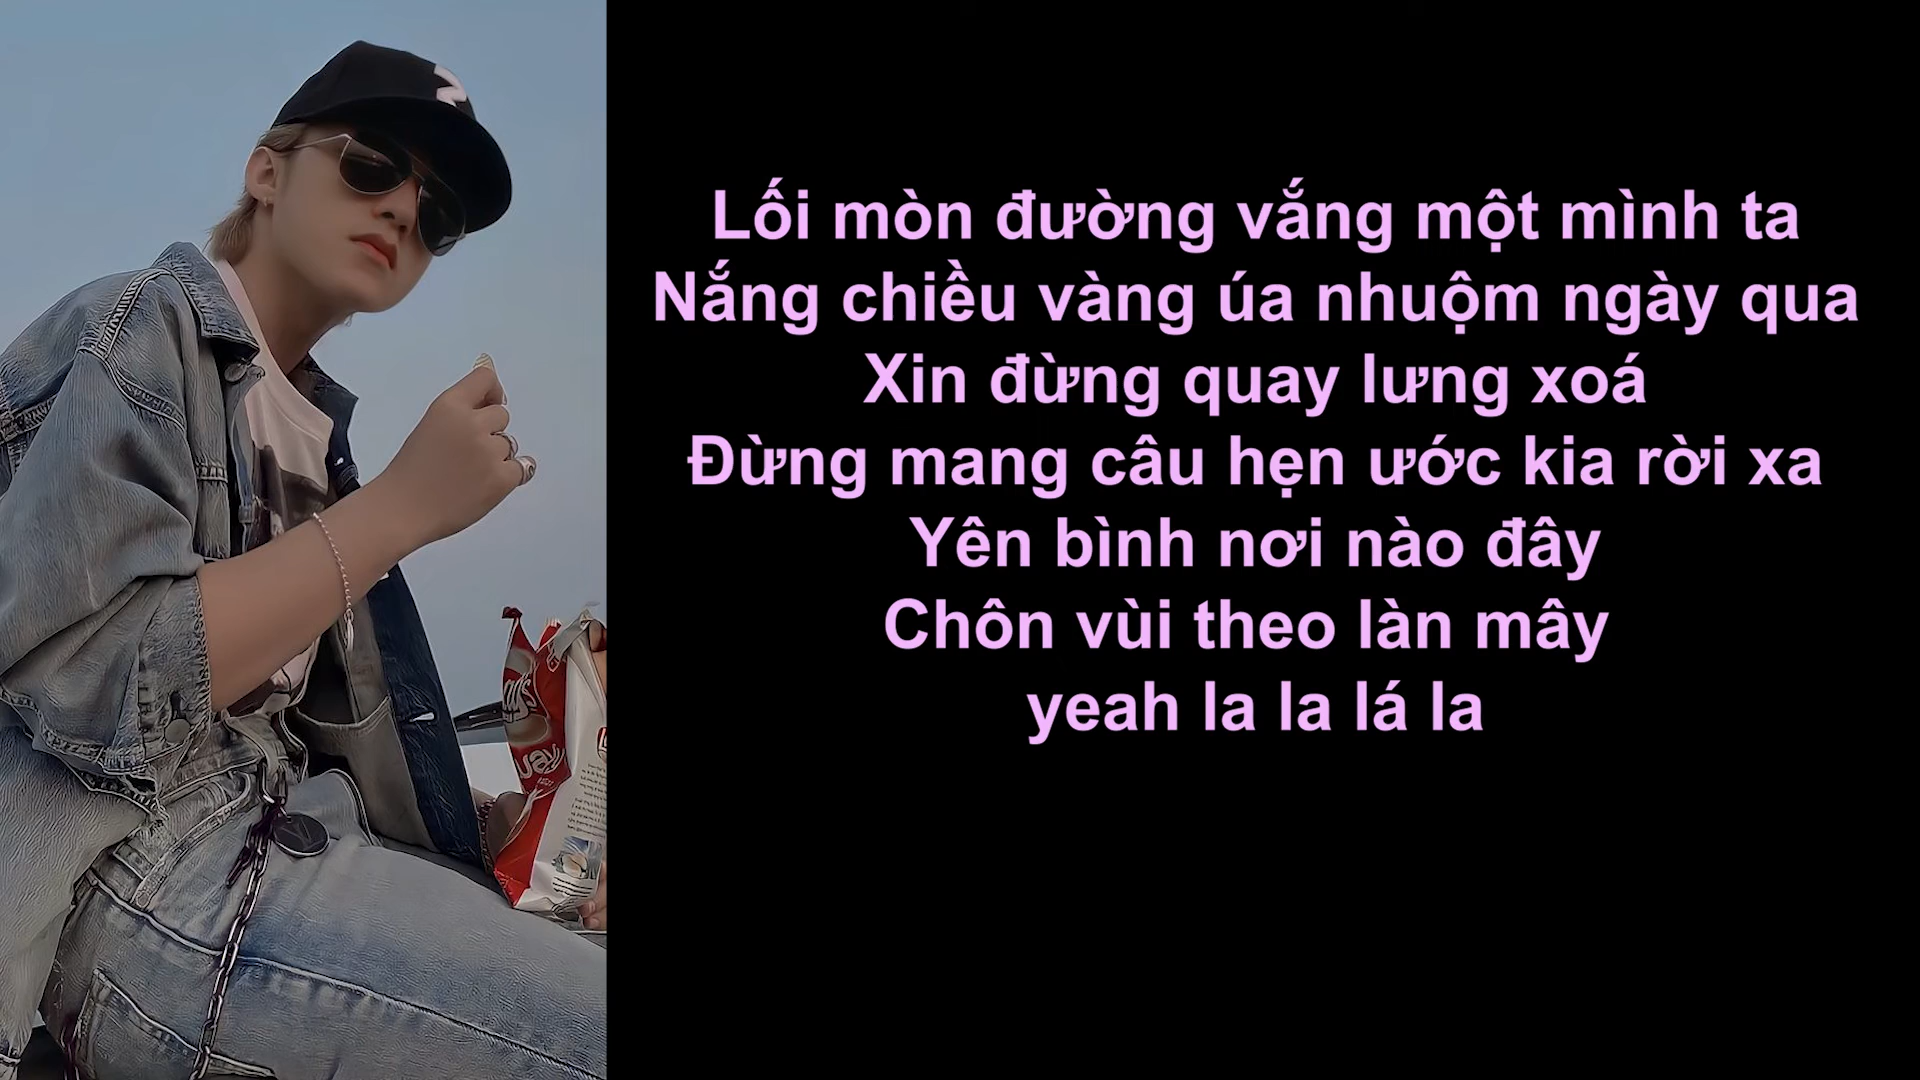 Lối mòn đường vắng một mình ta
Nắng chiều vàng úa nhuộm ngày qua
Xin đừng quay lưng xoá
Đừng mang câu hẹn ước kia rời xa
Yên bình nơi nào đây
Chôn vùi theo làn mây
yeah la la lá la